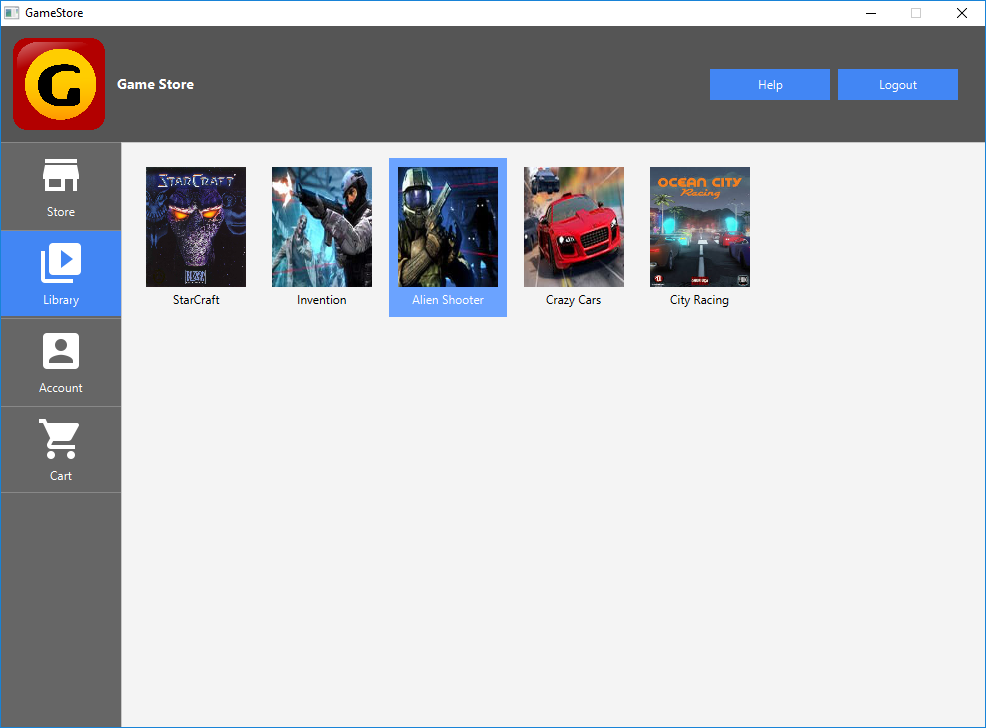 GameStore
G
Game Store
Help
Logout
Store
Library
Account
Cart
STARCRAFT
StarCraft
Invention
Alien Shooter
Crazy Cars
OCEAN CITY
Racing
City Racing